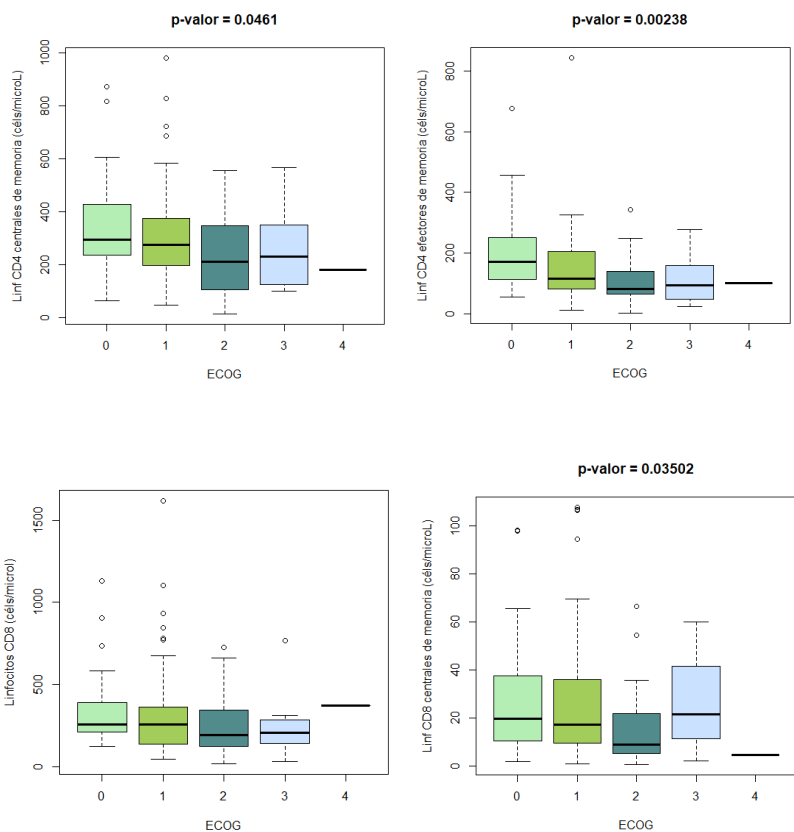 p-valor = 0.0461
Linf CD4 centrales de memoria (céls/microL)
0 200 400 600 800 1000
0 1 2 3 4
ECOG
p-valor = 0.00238
Linf CD4 efectores de memoria (céls/microL)
0 200 400 600 800
0 1 2 3 4
ECOG
Linfocitos CD8 (céls/microl)
0 500 1000 1500
0 1 2 3 4
ECOG
p-valor = 0.03502
Linf CD8 centrales de memoria (céls/microL)
0 20 40 60 80 100
0 1 2 3 4
ECOG